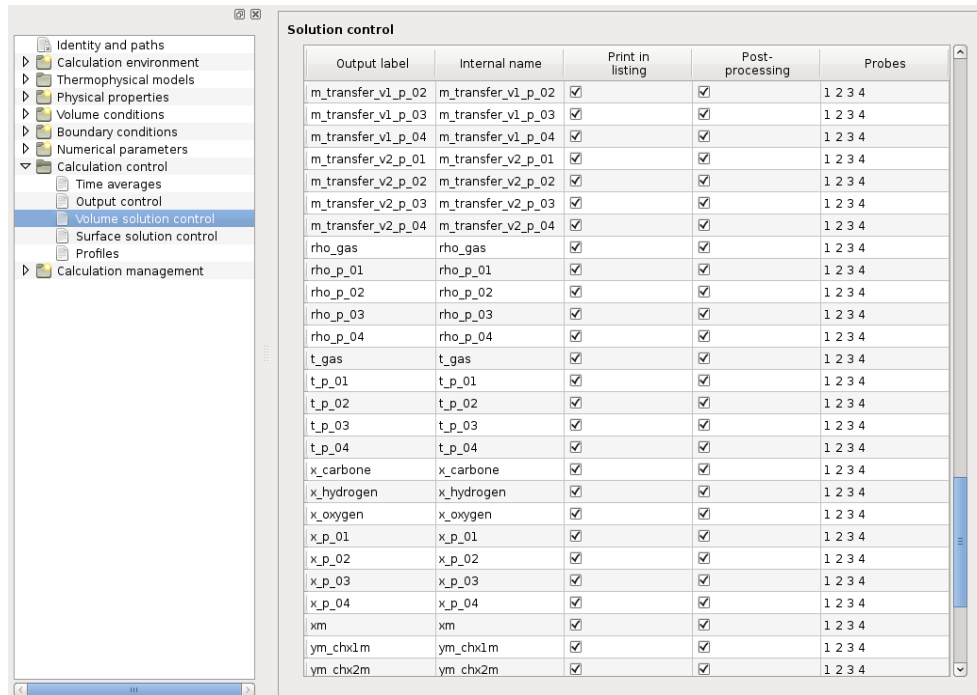 Identity and paths
Calculation environment
Thermophysical models
Physical properties
Volume conditions
Boundary conditions
Numerical parameters
Calculation control
Time averages
Output control
Volume solution control
Surface solution control
Profiles
Calculation management
Solution control
Output label Internal name Print in listing Post-processing Probes
m_transfer_v1_p_02 m_transfer_v1_p_02 1 2 3 4
m_transfer_v1_p_03 m_transfer_v1_p_03 1 2 3 4
m_transfer_v1_p_04 m_transfer_v1_p_04 1 2 3 4
m_transfer_v2_p_01 m_transfer_v2_p_01 1 2 3 4
m_transfer_v2_p_02 m_transfer_v2_p_02 1 2 3 4
m_transfer_v2_p_03 m_transfer_v2_p_03 1 2 3 4
m_transfer_v2_p_04 m_transfer_v2_p_04 1 2 3 4
rho_gas rho_gas 1 2 3 4
rho_p_01 rho_p_01 1 2 3 4
rho_p_02 rho_p_02 1 2 3 4
rho_p_03 rho_p_03 1 2 3 4
rho_p_04 rho_p_04 1 2 3 4
t_gas t_gas 1 2 3 4
t_p_01 t_p_01 1 2 3 4
t_p_02 t_p_02 1 2 3 4
t_p_03 t_p_03 1 2 3 4
t_p_04 t_p_04 1 2 3 4
x_carbone x_carbone 1 2 3 4
x_hydrogen x_hydrogen 1 2 3 4
x_oxygen x_oxygen 1 2 3 4
x_p_01 x_p_01 1 2 3 4
x_p_02 x_p_02 1 2 3 4
x_p_03 x_p_03 1 2 3 4
x_p_04 x_p_04 1 2 3 4
xm xm 1 2 3 4
ym_chx1m ym_chx1m 1 2 3 4
ym_chx2m ym_chx2m 1 2 3 4